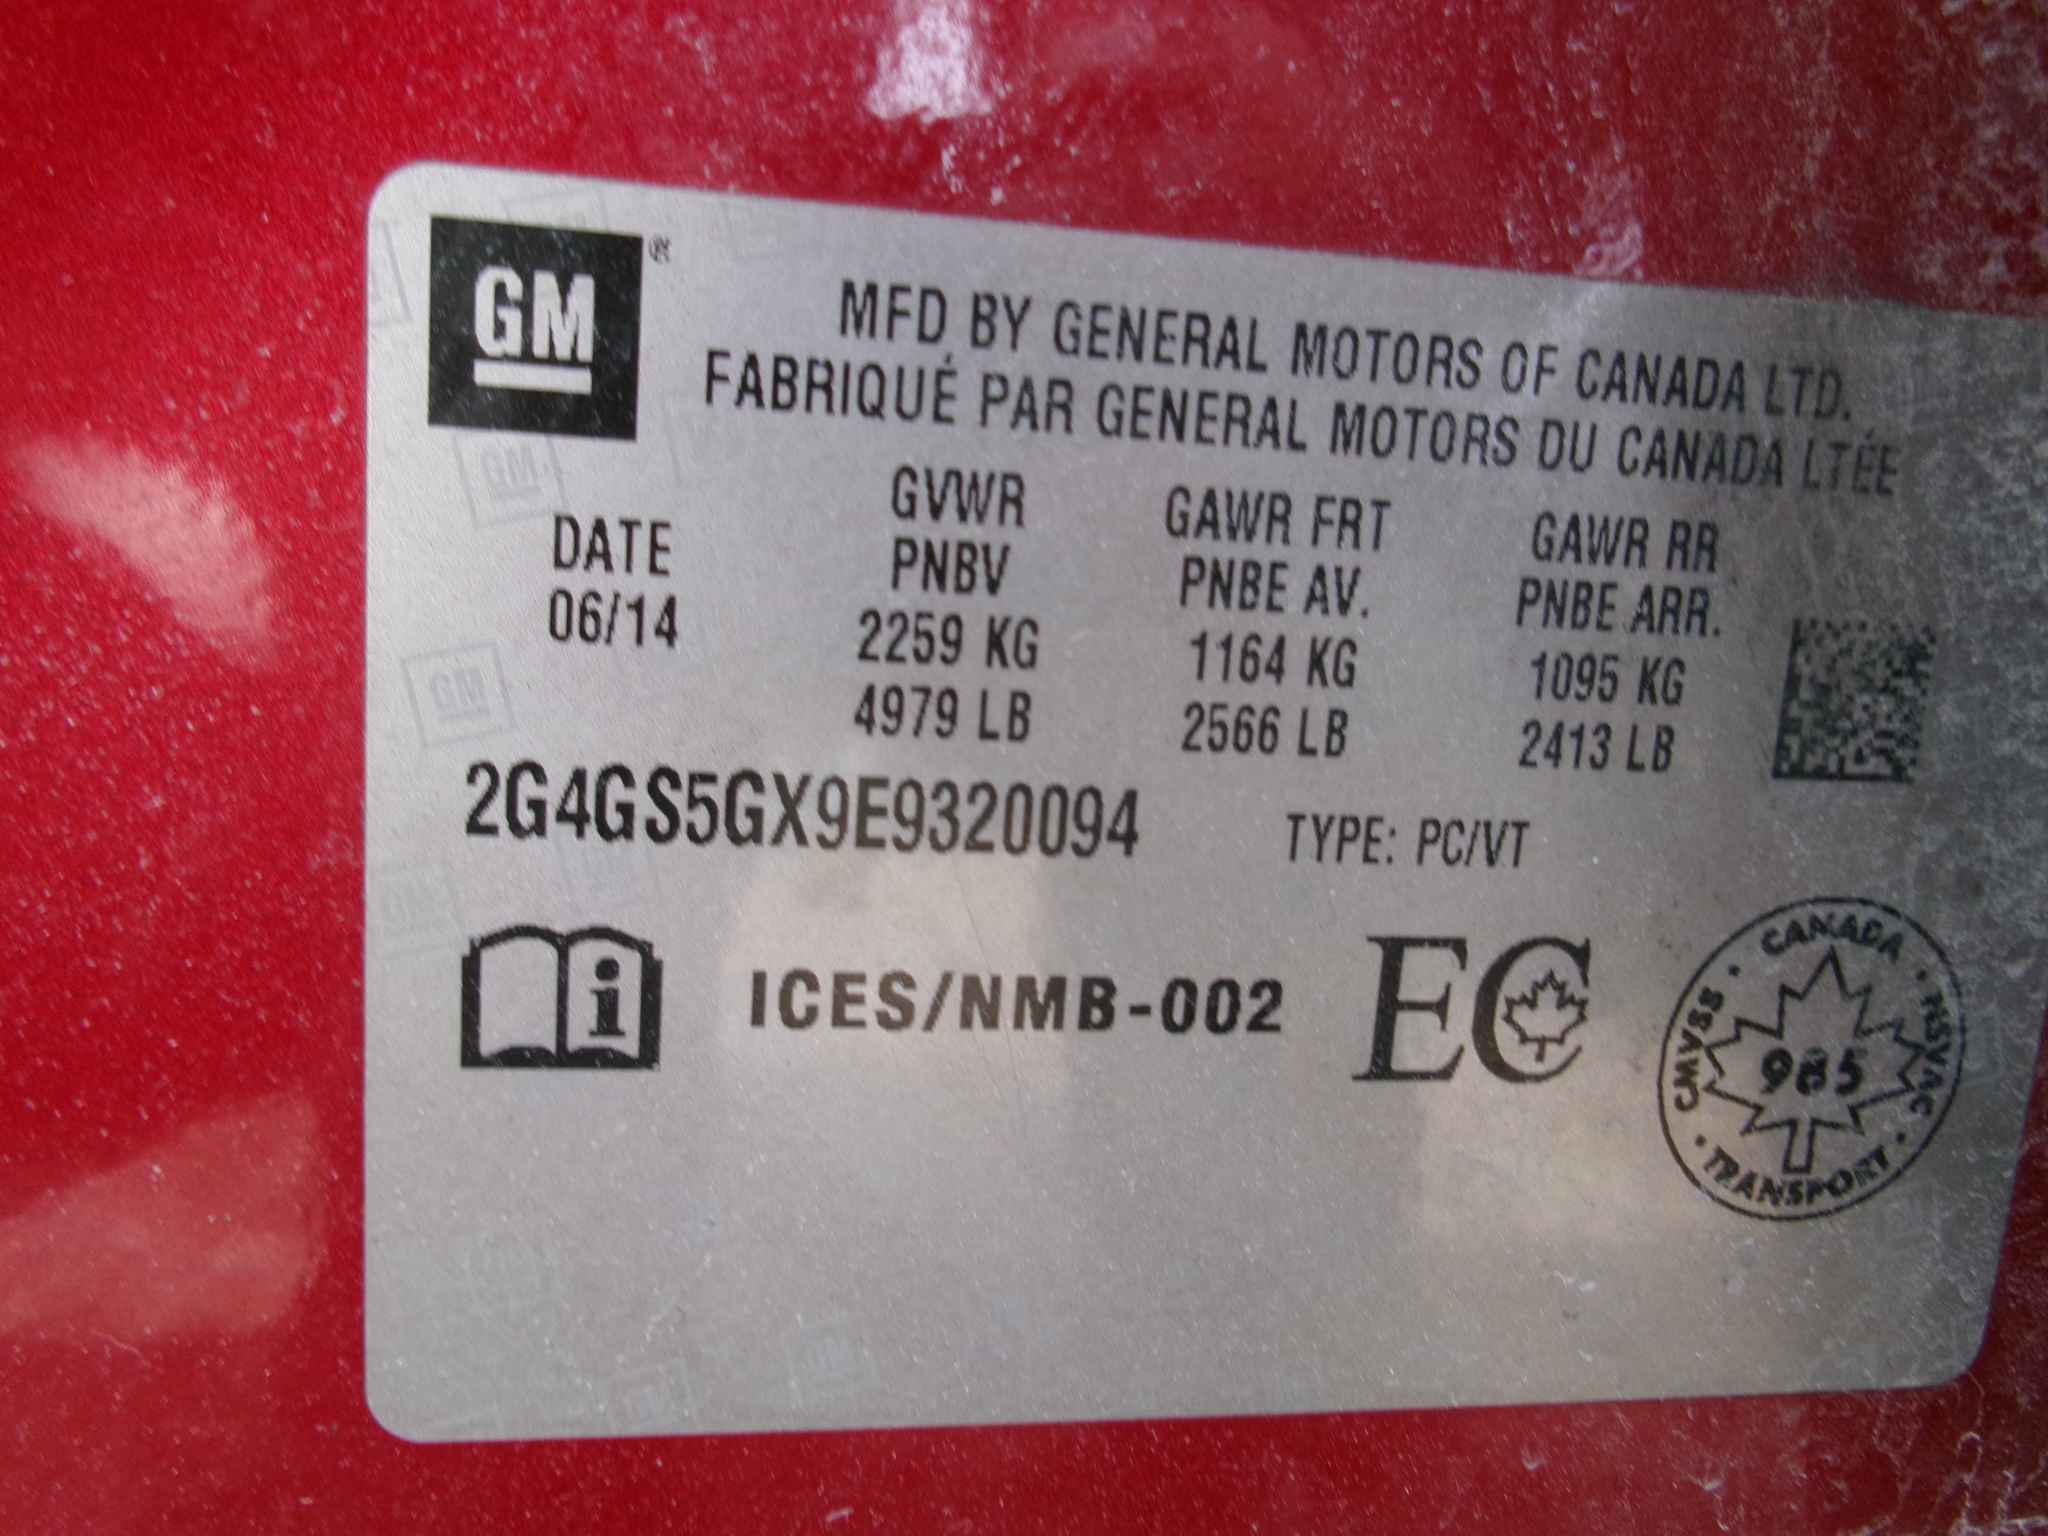 GM®
MFD BY GENERAL MOTORS OF CANADA LTD.
FABRIQUÉ PAR GENERAL MOTORS DU CANADA LTÉE
DATE
06/14
GVWR
PNBV
2259 KG
4979 LB
GAWR FRT
PNBE AV.
1164 KG
2566 LB
GAWR RR
PNBE ARR.
1095 KG
2413 LB
2G4GS5GX9E9320094
TYPE: PC/VT
i
ICES/NMB-002
EC
CANADA • NSVAC • TRANSPORT • CMVSS •
985